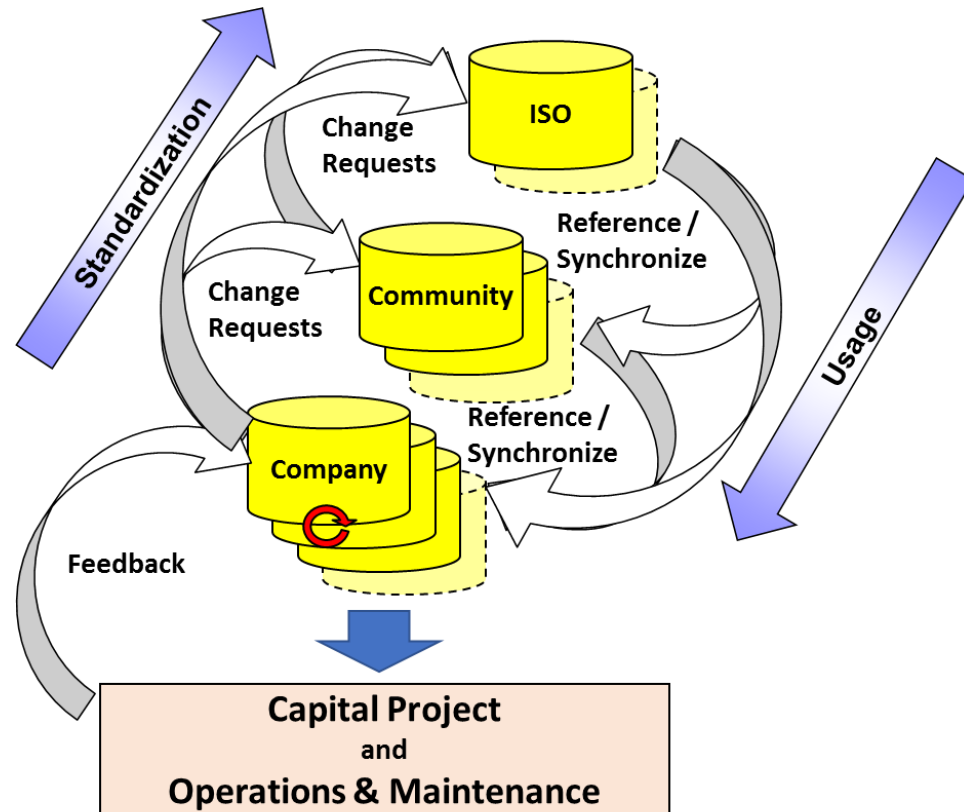 Standardization
ISO
Change
Requests
Reference /
Synchronize
Community
Change
Requests
Usage
Reference /
Synchronize
Company
Feedback
Capital Project
and
Operations & Maintenance